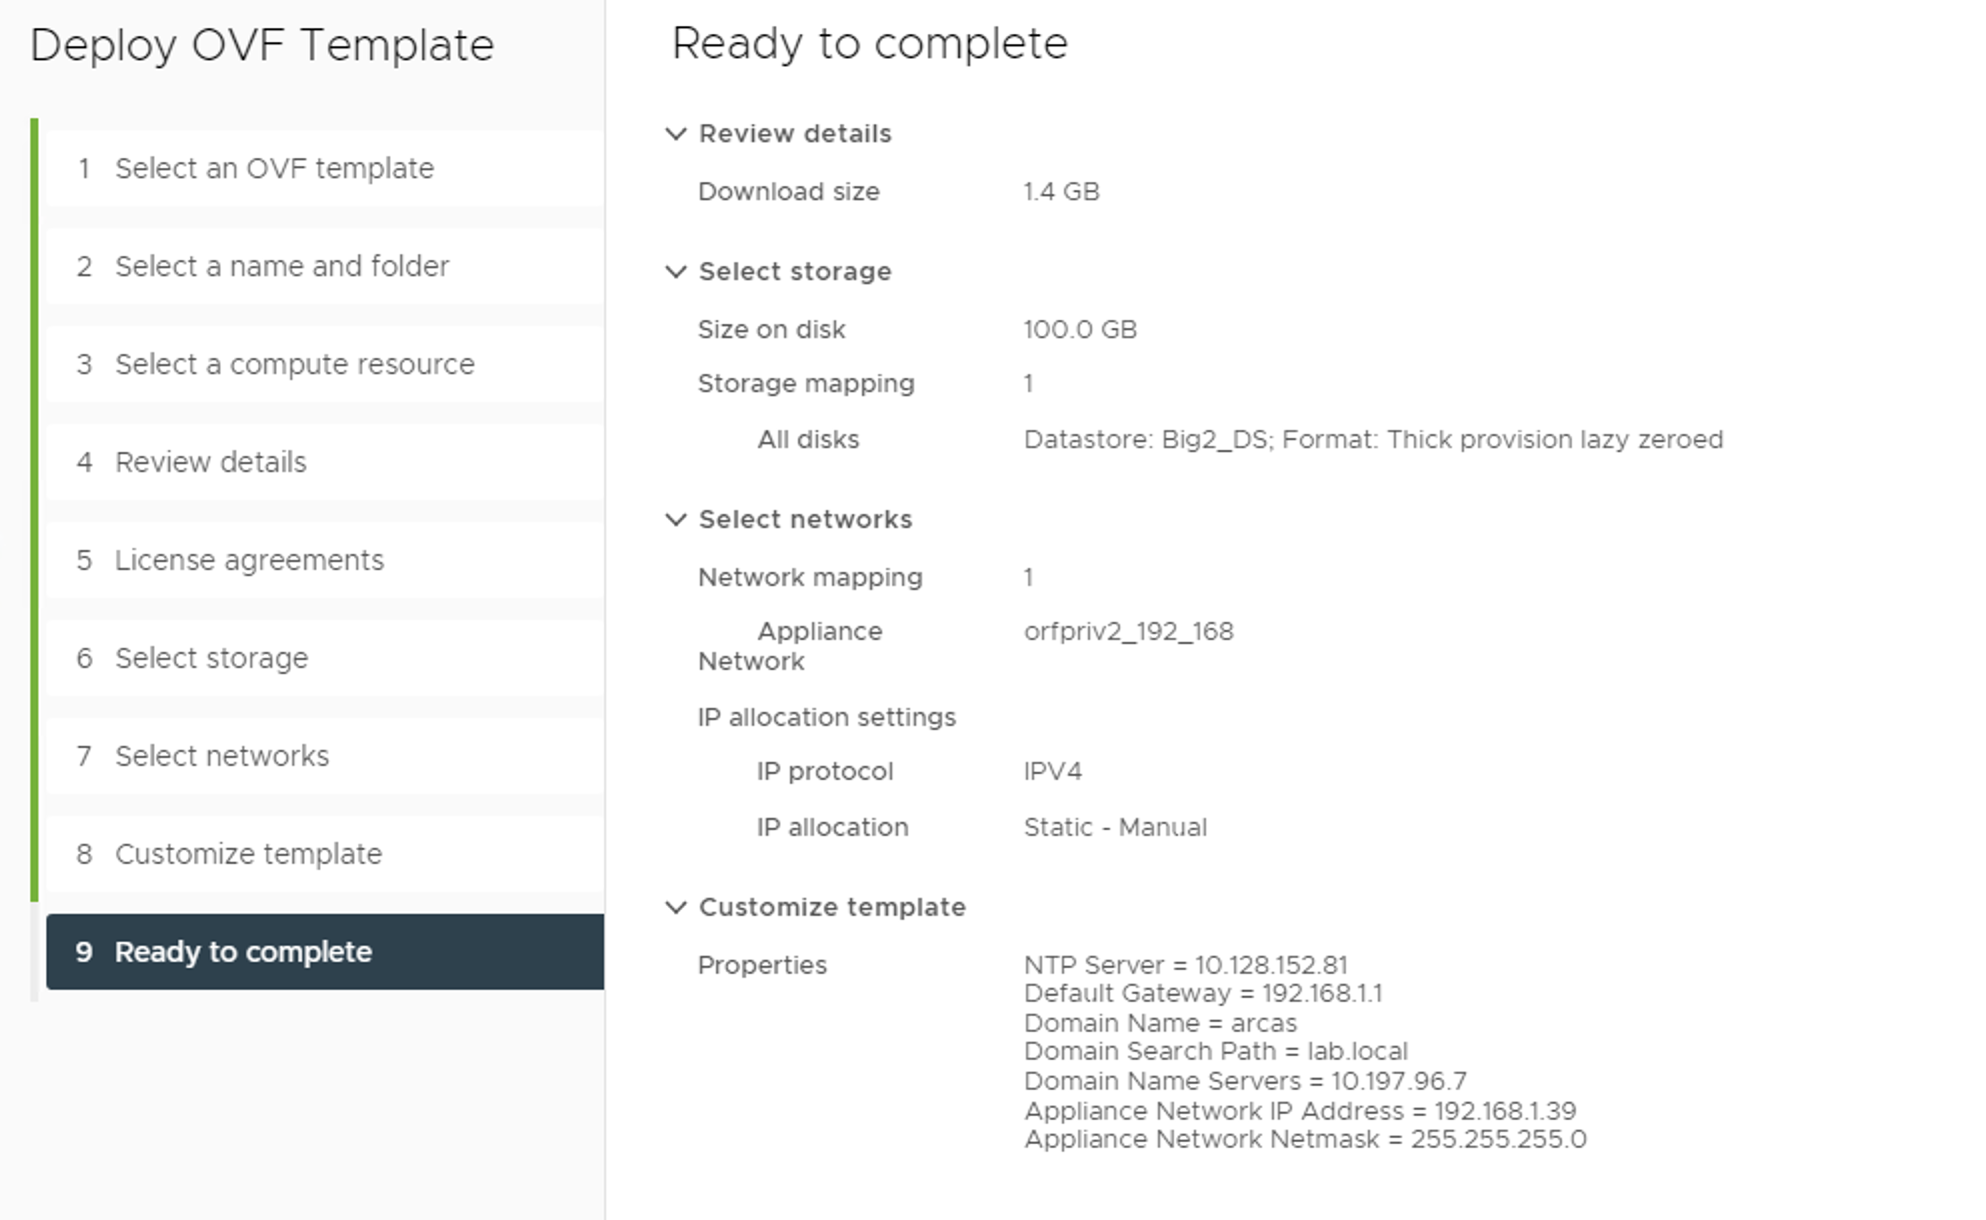 Deploy OVF Template
1 Select an OVF template
2 Select a name and folder
3 Select a compute resource
4 Review details
5 License agreements
6 Select storage
7 Select networks
8 Customize template
9 Ready to complete
Ready to complete
Review details
Download size 1.4 GB
Select storage
Size on disk 100.0 GB
Storage mapping 1
All disks Datastore: Big2_DS; Format: Thick provision lazy zeroed
Select networks
Network mapping 1
Appliance orfpriv2_192_168
Network
IP allocation settings
IP protocol IPV4
IP allocation Static - Manual
Customize template
Properties NTP Server = 10.128.152.81
Default Gateway = 192.168.1.1
Domain Name = arcas
Domain Search Path = lab.local
Domain Name Servers = 10.197.96.7
Appliance Network IP Address = 192.168.1.39
Appliance Network Netmask = 255.255.255.0